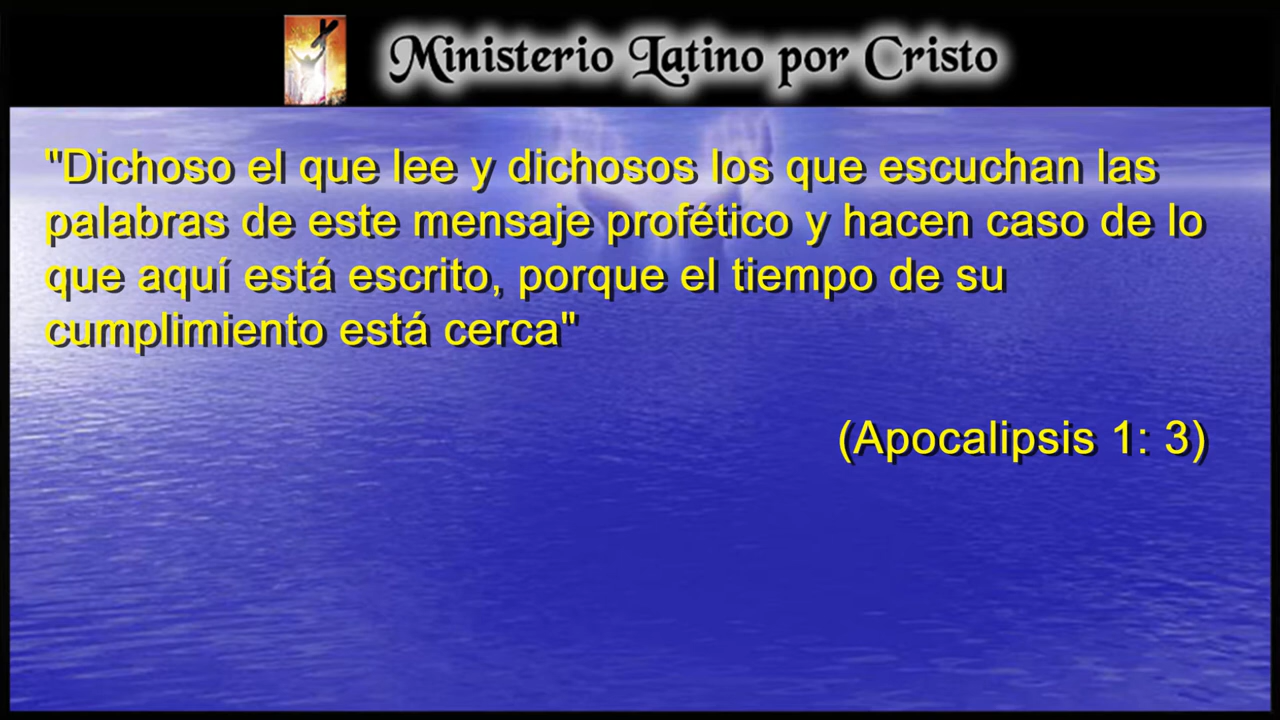 Ministerio Latino por Cristo
"Dichoso el que lee y dichosos los que escuchan las
palabras de este mensaje profético y hacen caso de lo
que aquí está escrito, porque el tiempo de su
cumplimiento está cerca"
(Apocalipsis 1: 3)